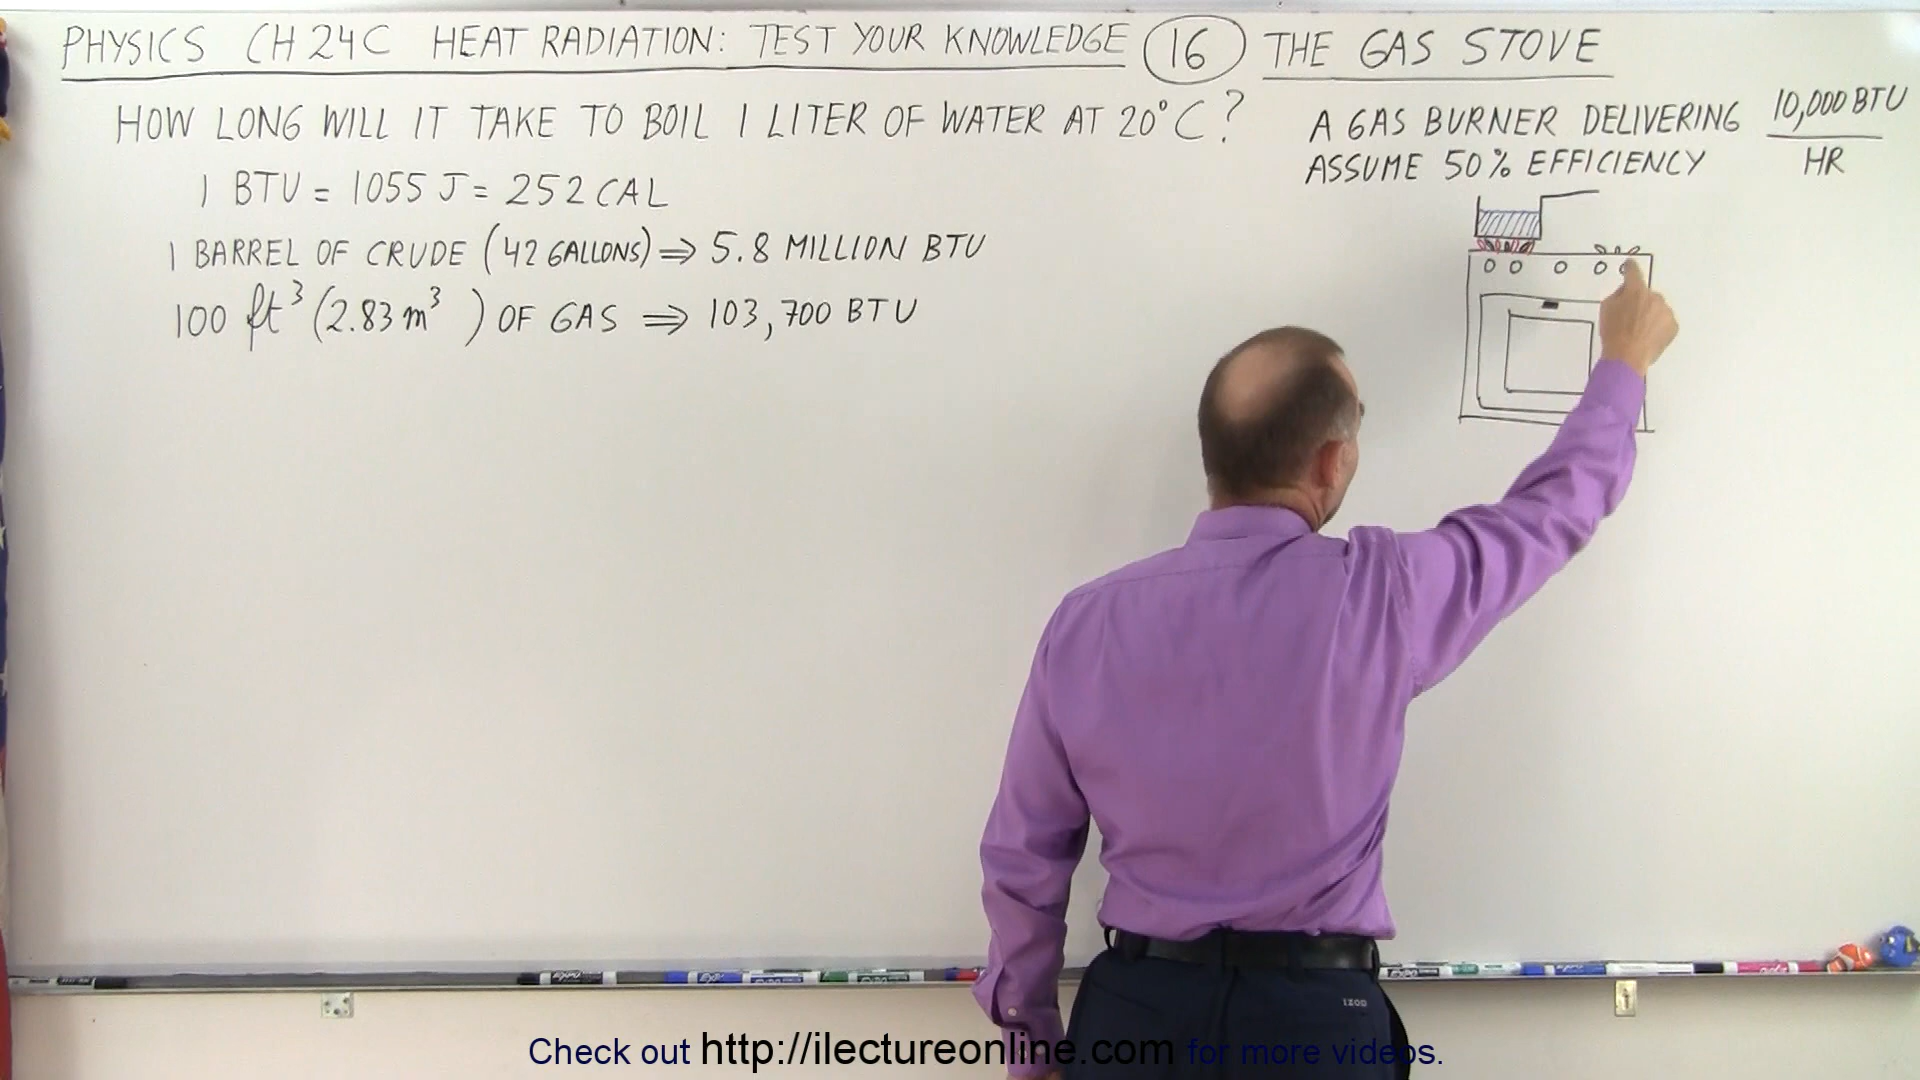 PHYSICS CH 24C HEAT RADIATION: TEST YOUR KNOWLEDGE 16 THE GAS STOVE
HOW LONG WILL IT TAKE TO BOIL 1 LITER OF WATER AT 20°C?
A GAS BURNER DELIVERING 10,000 BTU / HR
ASSUME 50% EFFICIENCY
1 BTU = 1055 J = 252 CAL
1 BARREL OF CRUDE (42 GALLONS) ⇒ 5.8 MILLION BTU
100 ft³ (2.83 m³ ) OF GAS ⇒ 103,700 BTU
IZOD
Check out http://ilectureonline.com for more videos.